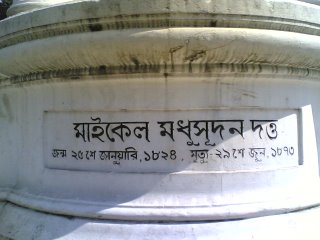 মাইকেল মধুসূদন দত্ত
জন্ম ২৫শে জানুয়ারি, ১৮২৪, মৃত্যু-২৯শে জুন, ১৮৭৩